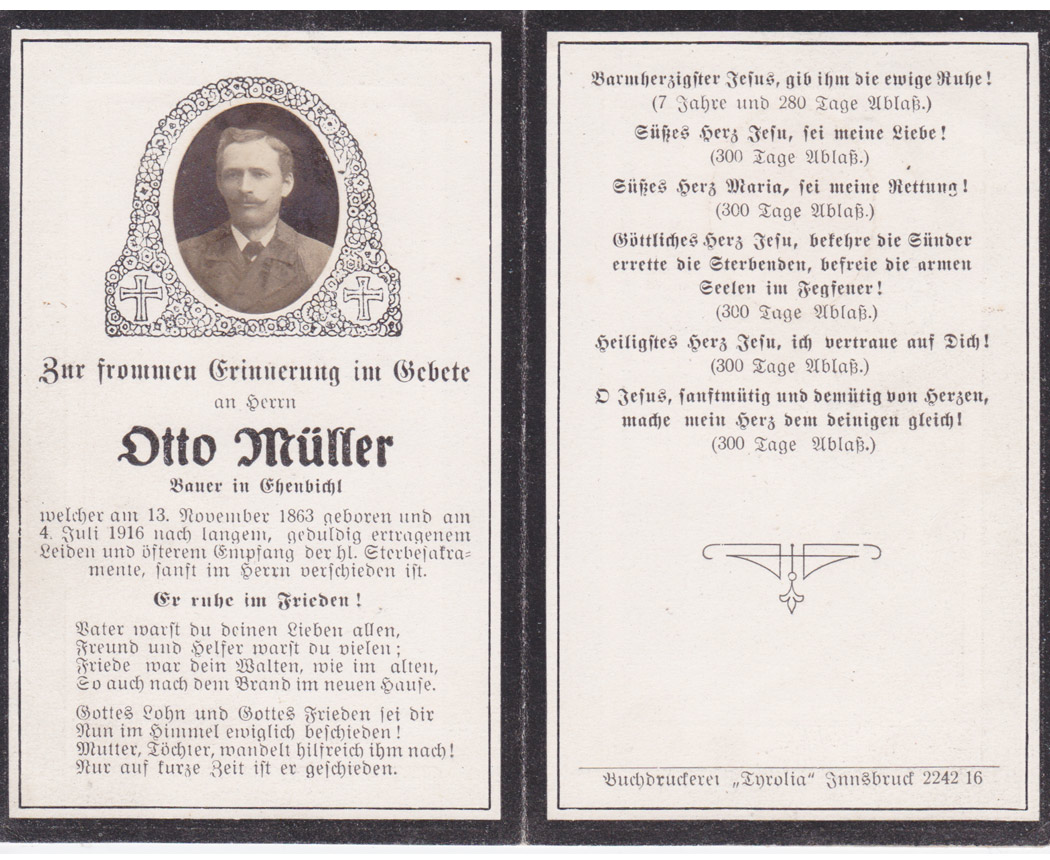 Zur frommen Erinnerung im Gebete
an Herrn
Otto Müller
Bauer in Ehenbichl
welcher am 13. November 1863 geboren und am
4. Juli 1916 nach langem, geduldig ertragenem
Leiden und öfterem Empfang der hl. Sterbesakra-
mente, sanft im Herrn verschieden ist.
Er ruhe im Frieden!
Vater warst du deinen Lieben allen,
Freund und Helfer warst du vielen;
Friede war dein Walten, wie im alten,
So auch nach dem Brand im neuen Hause.
Gottes Lohn und Gottes Frieden sei dir
Nun im Himmel ewiglich beschieden!
Mutter, Töchter, wandelt hilfreich ihm nach!
Nur auf kurze Zeit ist er geschieden.
Barmherzigster Jesus, gib ihm die ewige Ruhe!
(7 Jahre und 280 Tage Ablaß.)
Süßes Herz Jesu, sei meine Liebe!
(300 Tage Ablaß.)
Süßes Herz Maria, sei meine Rettung!
(300 Tage Ablaß.)
Göttliches Herz Jesu, bekehre die Sünder
errette die Sterbenden, befreie die armen
Seelen im Fegfeuer!
(300 Tage Ablaß.)
Heiligstes Herz Jesu, ich vertraue auf Dich!
(300 Tage Ablaß.)
O Jesus, sanftmütig und demütig von Herzen,
mache mein Herz dem deinigen gleich!
(300 Tage Ablaß.)
Buchdruckerei „Tyrolia“ Innsbruck 2242 16